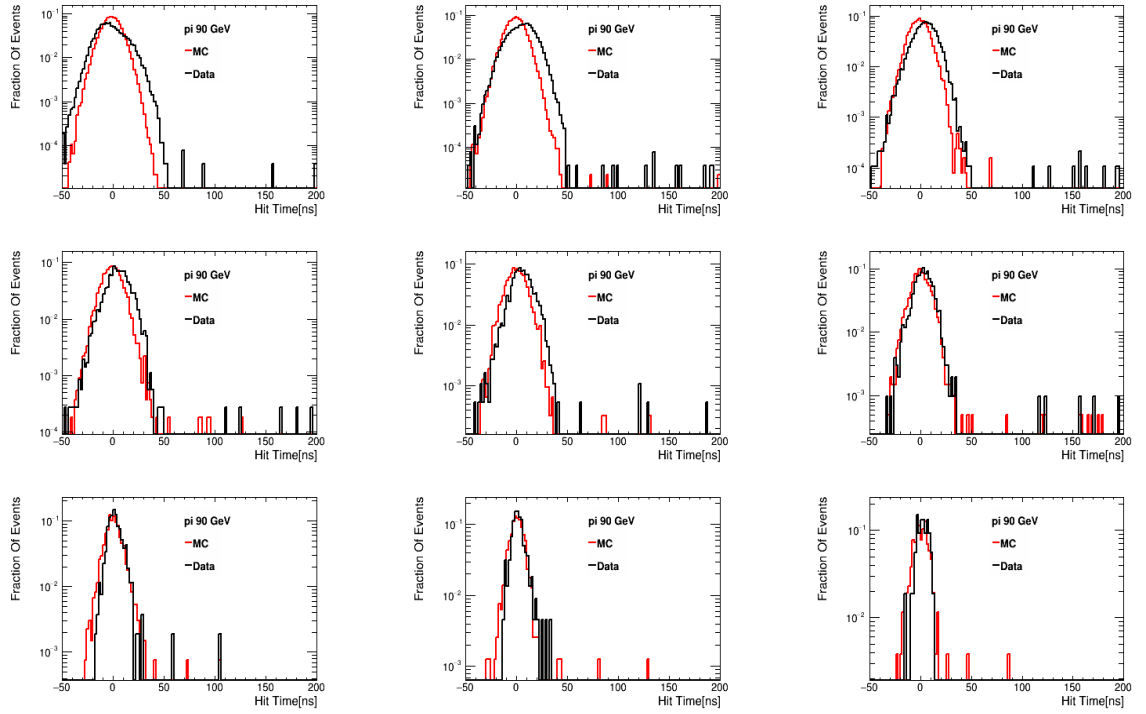 Fraction Of Events
10⁻¹
10⁻²
10⁻³
10⁻⁴
pi 90 GeV
MC
Data
−50 0 50 100 150 200
Hit Time[ns]
Fraction Of Events
10⁻¹
10⁻²
10⁻³
10⁻⁴
pi 90 GeV
MC
Data
−50 0 50 100 150 200
Hit Time[ns]
Fraction Of Events
10⁻¹
10⁻²
10⁻³
10⁻⁴
pi 90 GeV
MC
Data
−50 0 50 100 150 200
Hit Time[ns]
Fraction Of Events
10⁻¹
10⁻²
10⁻³
10⁻⁴
pi 90 GeV
MC
Data
−50 0 50 100 150 200
Hit Time[ns]
Fraction Of Events
10⁻¹
10⁻²
10⁻³
pi 90 GeV
MC
Data
−50 0 50 100 150 200
Hit Time[ns]
Fraction Of Events
10⁻¹
10⁻²
10⁻³
pi 90 GeV
MC
Data
−50 0 50 100 150 200
Hit Time[ns]
Fraction Of Events
10⁻¹
10⁻²
10⁻³
pi 90 GeV
MC
Data
−50 0 50 100 150 200
Hit Time[ns]
Fraction Of Events
10⁻¹
10⁻²
10⁻³
pi 90 GeV
MC
Data
−50 0 50 100 150 200
Hit Time[ns]
Fraction Of Events
10⁻¹
10⁻²
pi 90 GeV
MC
Data
−50 0 50 100 150 200
Hit Time[ns]